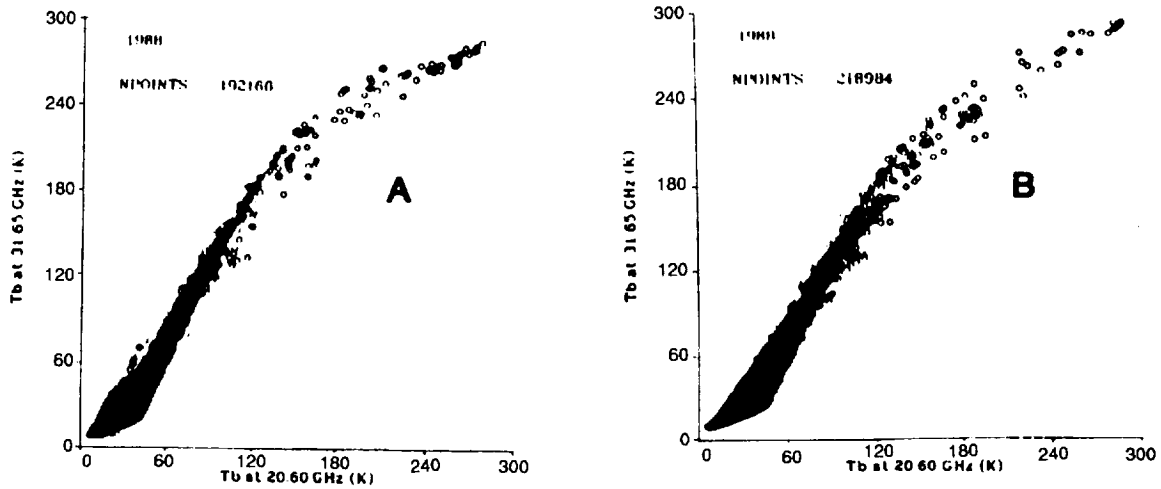 300
240
180
120
60
0
Tb at 31 65 GHz (K)
1988
NPOINTS 192160
A
0 60 120 180 240 300
Tb at 20 60 GHz (K)
300
240
180
120
60
0
Tb at 31 65 GHz (K)
1988
NPOINTS 218984
B
0 60 120 180 240 300
Tb at 20 60 GHz (K)